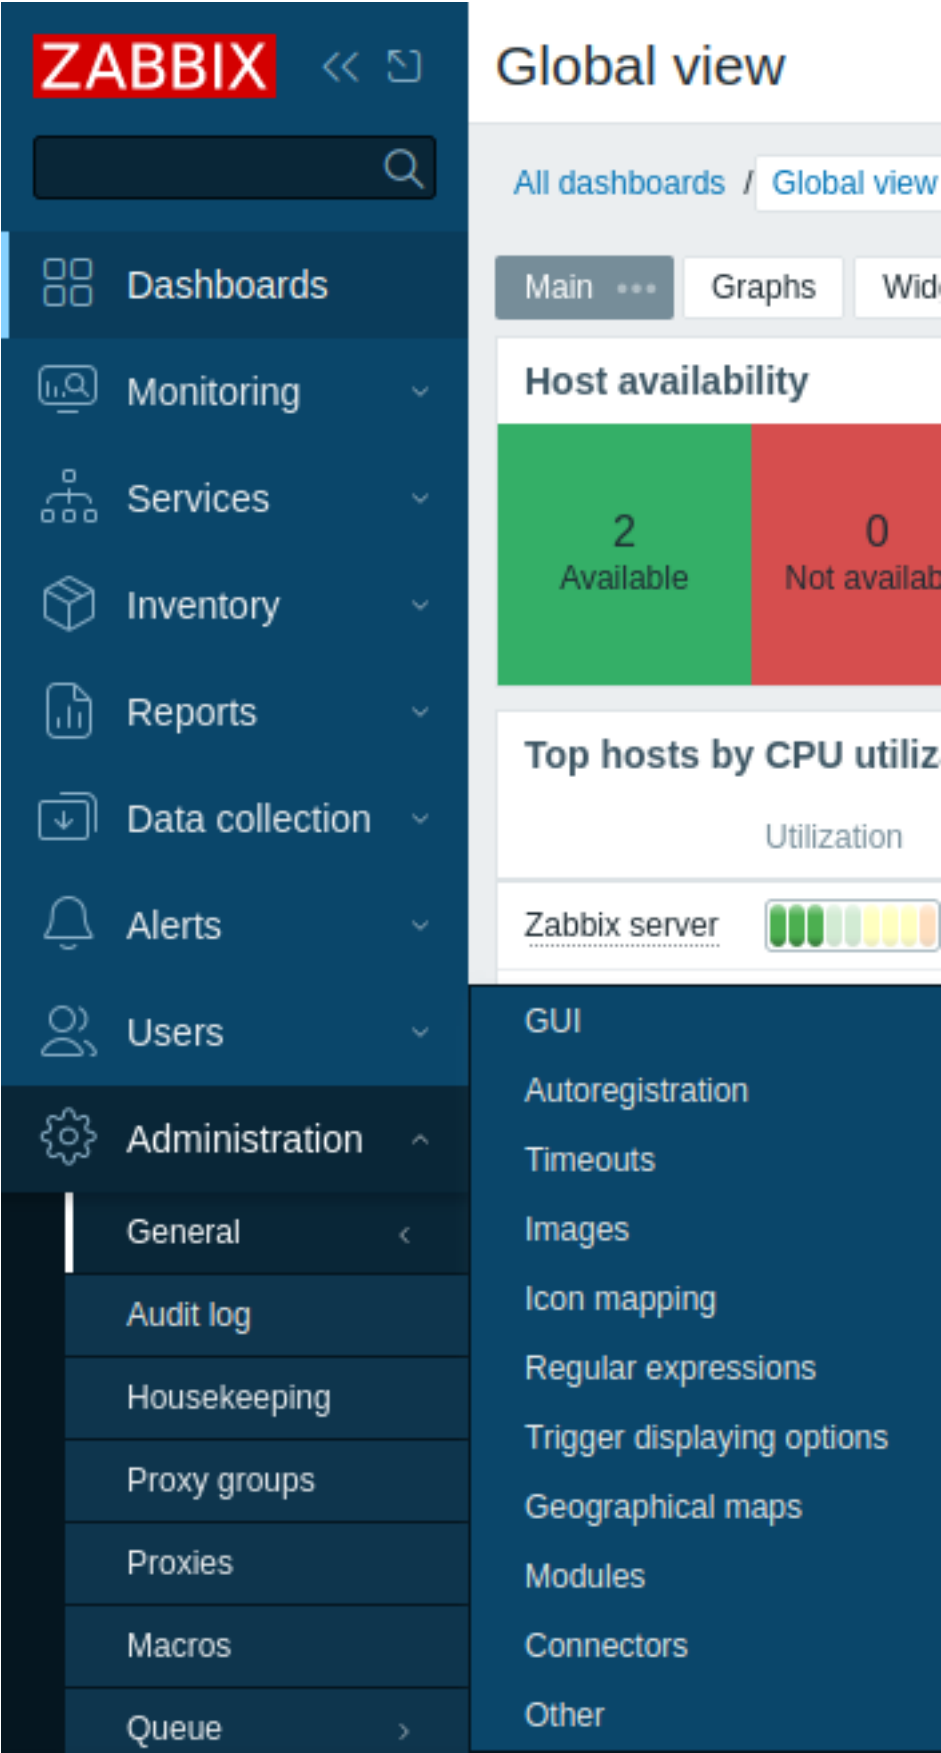 ZABBIX
Global view
All dashboards / Global view
Dashboards
Main Graphs
Monitoring
Host availability
Services
2 0
Available Not
Inventory
Reports
Top hosts by CPU
Data collection
Utilization
Alerts
Zabbix server
Users
GUI
Autoregistration
Administration
Timeouts
General
Images
Audit log
Icon mapping
Housekeeping
Regular expressions
Trigger displaying options
Proxy groups
Geographical maps
Proxies
Modules
Macros
Connectors
Queue
Other